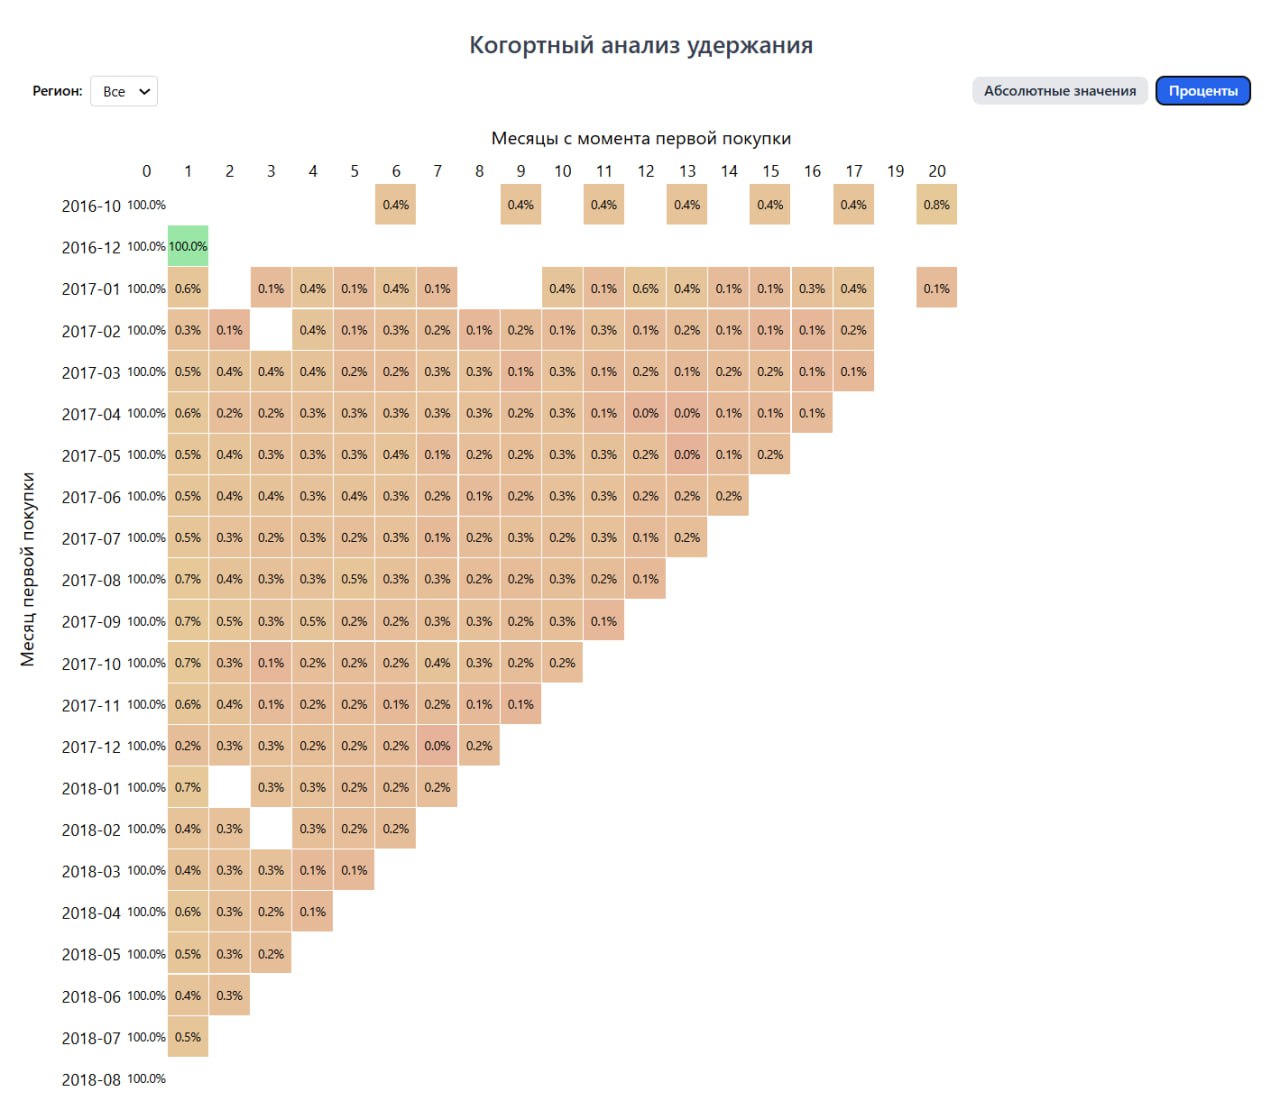 Когортный анализ удержания
Регион: Все Абсолютные значения Проценты
Месяцы с момента первой покупки
0 1 2 3 4 5 6 7 8 9 10 11 12 13 14 15 16 17 19 20
Месяц первой покупки
2016-10 100.0% 0.4% 0.4% 0.4% 0.4% 0.4% 0.4% 0.8%
2016-12 100.0% 100.0%
2017-01 100.0% 0.6% 0.1% 0.4% 0.1% 0.4% 0.1% 0.4% 0.1% 0.6% 0.4% 0.1% 0.1% 0.3% 0.4% 0.1%
2017-02 100.0% 0.3% 0.1% 0.4% 0.1% 0.3% 0.2% 0.1% 0.2% 0.1% 0.3% 0.1% 0.2% 0.1% 0.1% 0.1% 0.2%
2017-03 100.0% 0.5% 0.4% 0.4% 0.4% 0.2% 0.2% 0.3% 0.3% 0.1% 0.3% 0.1% 0.2% 0.1% 0.2% 0.2% 0.1% 0.1%
2017-04 100.0% 0.6% 0.2% 0.2% 0.3% 0.3% 0.3% 0.3% 0.3% 0.2% 0.3% 0.1% 0.0% 0.0% 0.1% 0.1% 0.1%
2017-05 100.0% 0.5% 0.4% 0.3% 0.3% 0.3% 0.4% 0.1% 0.2% 0.2% 0.3% 0.3% 0.2% 0.0% 0.1% 0.2%
2017-06 100.0% 0.5% 0.4% 0.4% 0.3% 0.4% 0.3% 0.2% 0.1% 0.2% 0.3% 0.3% 0.2% 0.2% 0.2%
2017-07 100.0% 0.5% 0.3% 0.2% 0.3% 0.2% 0.3% 0.1% 0.2% 0.3% 0.2% 0.3% 0.1% 0.2%
2017-08 100.0% 0.7% 0.4% 0.3% 0.3% 0.5% 0.3% 0.3% 0.2% 0.2% 0.3% 0.2% 0.1%
2017-09 100.0% 0.7% 0.5% 0.3% 0.5% 0.2% 0.2% 0.3% 0.3% 0.2% 0.3% 0.1%
2017-10 100.0% 0.7% 0.3% 0.1% 0.2% 0.2% 0.2% 0.4% 0.3% 0.2% 0.2%
2017-11 100.0% 0.6% 0.4% 0.1% 0.2% 0.2% 0.1% 0.2% 0.1% 0.1%
2017-12 100.0% 0.2% 0.3% 0.3% 0.2% 0.2% 0.2% 0.0% 0.2%
2018-01 100.0% 0.7% 0.3% 0.3% 0.2% 0.2% 0.2%
2018-02 100.0% 0.4% 0.3% 0.3% 0.2% 0.2%
2018-03 100.0% 0.4% 0.3% 0.3% 0.1% 0.1%
2018-04 100.0% 0.6% 0.3% 0.2% 0.1%
2018-05 100.0% 0.5% 0.3% 0.2%
2018-06 100.0% 0.4% 0.3%
2018-07 100.0% 0.5%
2018-08 100.0%